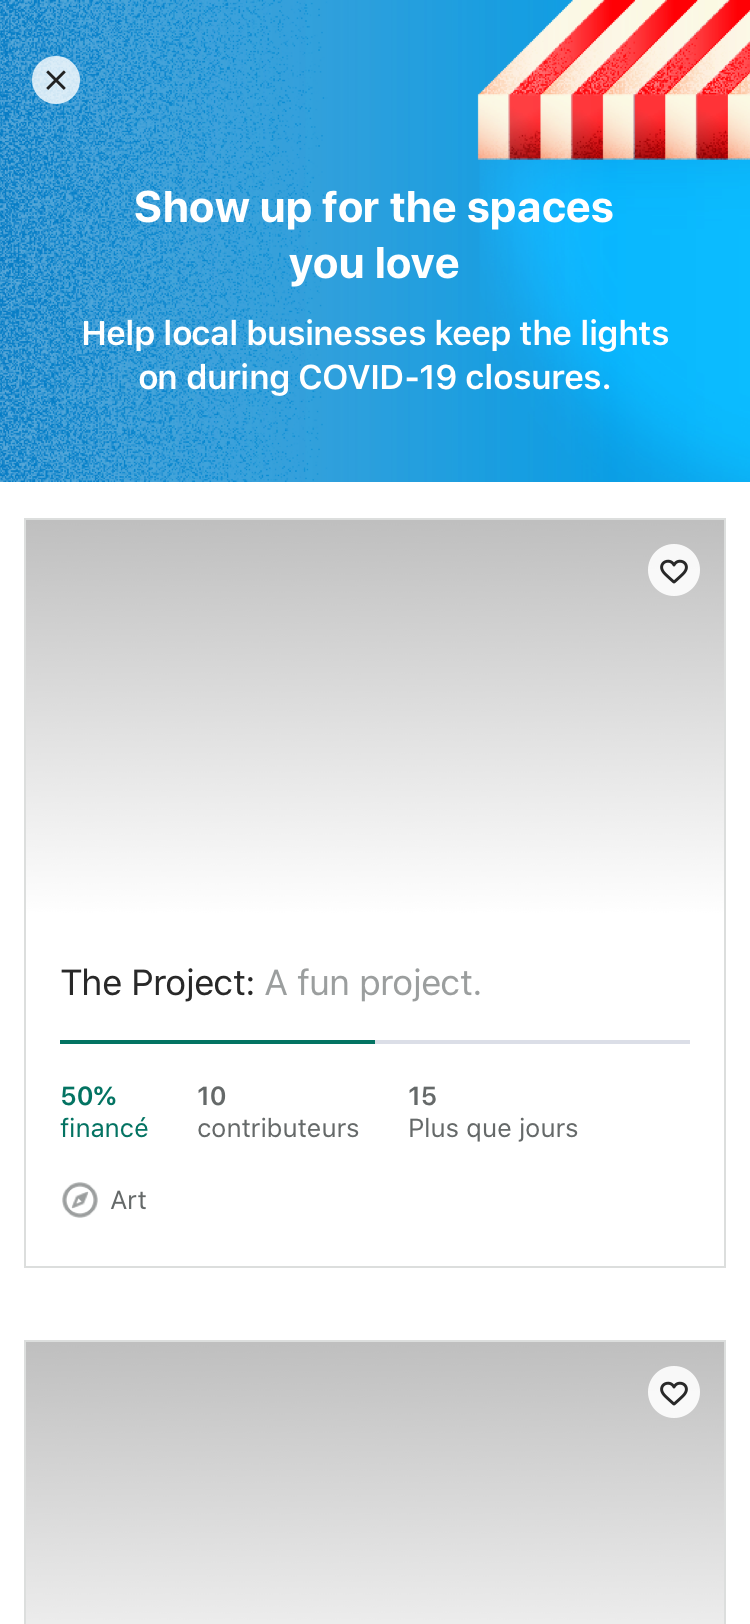 Show up for the spaces
you love
Help local businesses keep the lights
on during COVID-19 closures.
The Project: A fun project.
50%
financé
10
contributeurs
15
Plus que jours
Art